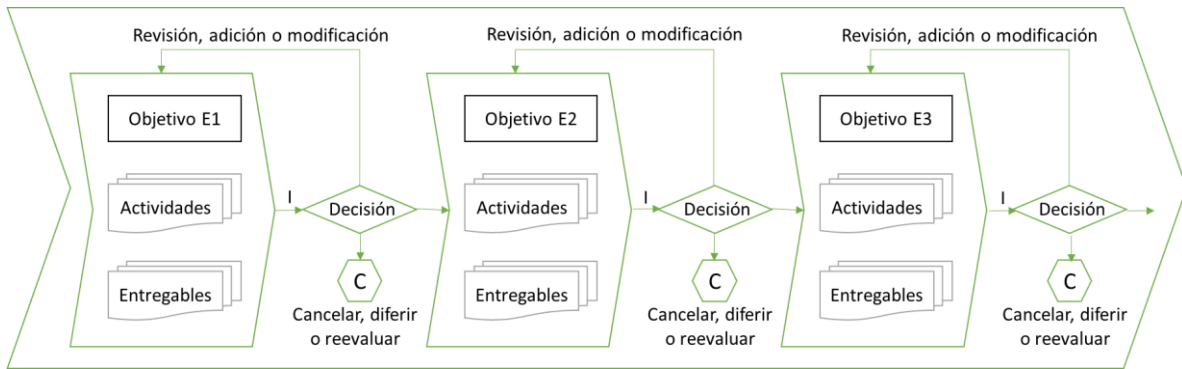 Revisión, adición o modificación
Objetivo E1
Actividades
Entregables
I
Decisión
C
Cancelar, diferir
o reevaluar
Revisión, adición o modificación
Objetivo E2
Actividades
Entregables
I
Decisión
C
Cancelar, diferir
o reevaluar
Revisión, adición o modificación
Objetivo E3
Actividades
Entregables
I
Decisión
C
Cancelar, diferir
o reevaluar